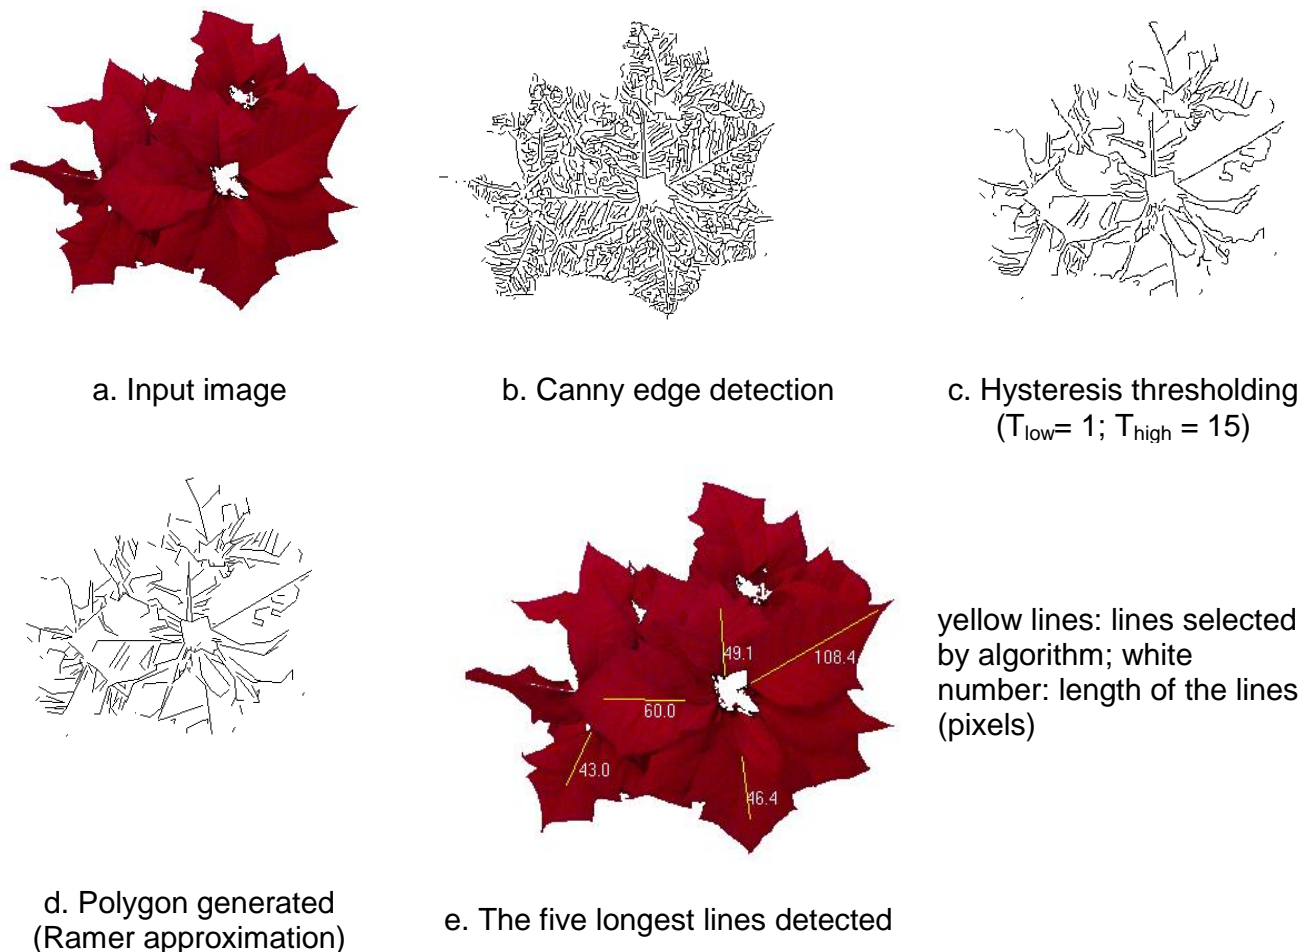 a. Input image
b. Canny edge detection
c. Hysteresis thresholding
(Tlow= 1; Thigh = 15)
49.1
108.4
60.0
43.0
46.4
yellow lines: lines selected
by algorithm; white
number: length of the lines
(pixels)
d. Polygon generated
(Ramer approximation)
e. The five longest lines detected